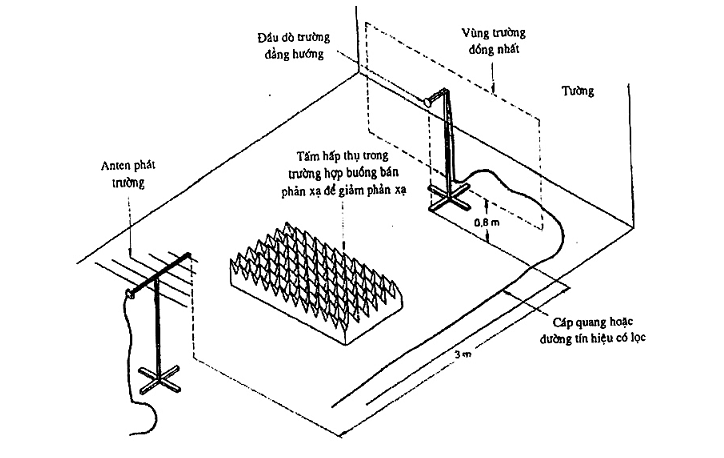 Đầu dò trường
đẳng hướng
Vùng trường
đồng nhất
Tường
Anten phát
trường
Tấm hấp thụ trong
trường hợp buồng bán
phản xạ để giảm phản xạ
0,8 m
Cáp quang hoặc
đường tín hiệu có lọc
3 m